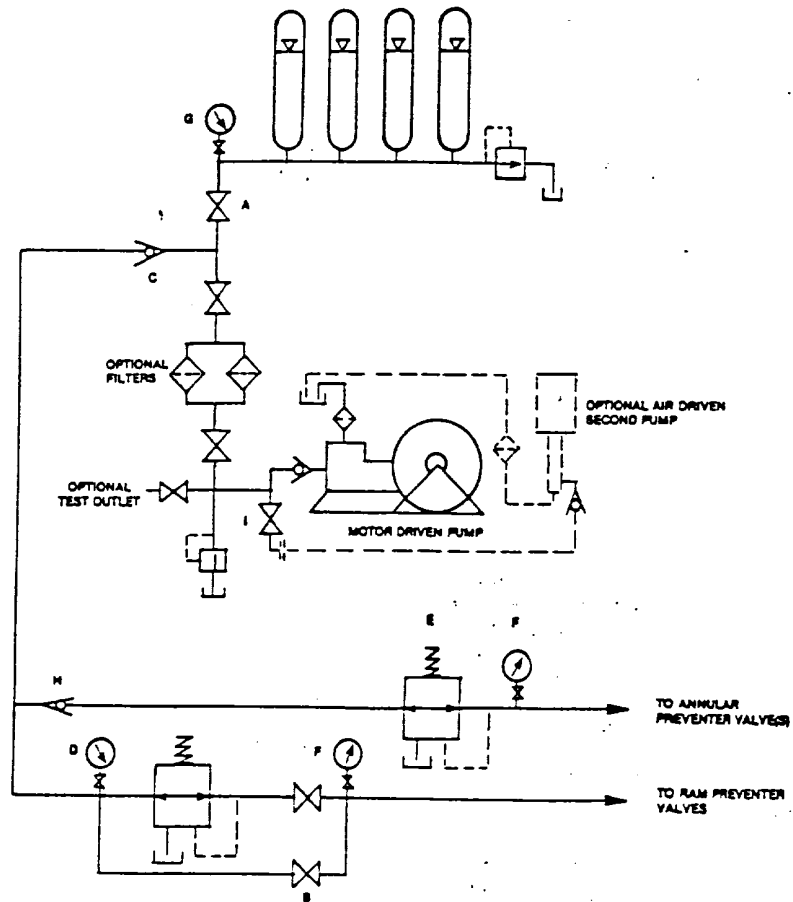 G
A
C
OPTIONAL
FILTERS
OPTIONAL AIR DRIVEN
SECOND PUMP
OPTIONAL
TEST OUTLET
I
MOTOR DRIVEN PUMP
E
F
H
TO ANNULAR
PREVENTER VALVE(S)
D
F
TO RAM PREVENTER
VALVES
B